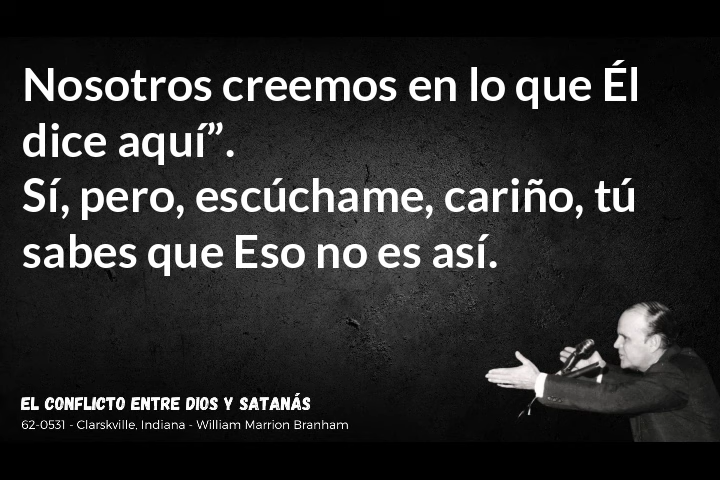 Nosotros creemos en lo que Él
dice aquí”.
Sí, pero, escúchame, cariño, tú
sabes que Eso no es así.
EL CONFLICTO ENTRE DIOS Y SATANÁS
62-0531 - Clarskville, Indiana - William Marrion Branham